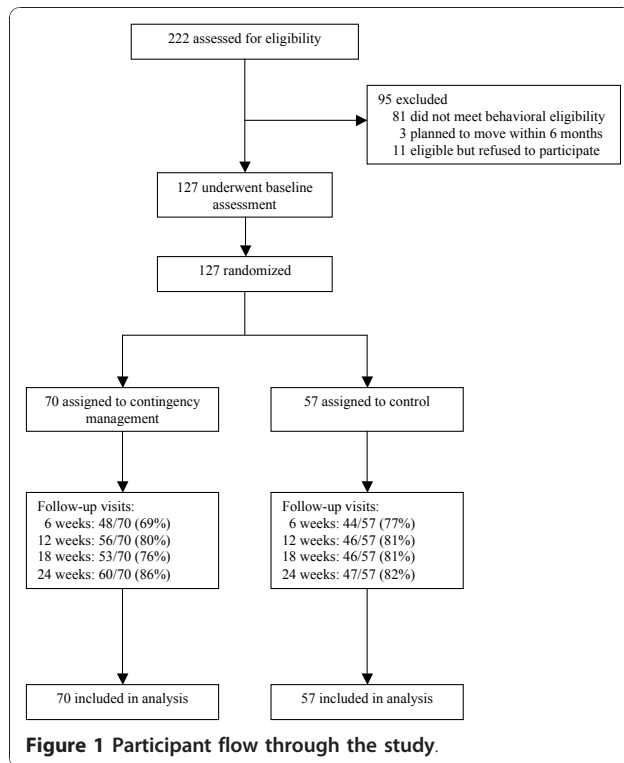 222 assessed for eligibility
95 excluded
81 did not meet behavioral eligibility
3 planned to move within 6 months
11 eligible but refused to participate
127 underwent baseline
assessment
127 randomized
70 assigned to contingency
management
57 assigned to control
Follow-up visits:
6 weeks: 48/70 (69%)
12 weeks: 56/70 (80%)
18 weeks: 53/70 (76%)
24 weeks: 60/70 (86%)
Follow-up visits:
6 weeks: 44/57 (77%)
12 weeks: 46/57 (81%)
18 weeks: 46/57 (81%)
24 weeks: 47/57 (82%)
70 included in analysis
57 included in analysis
Figure 1 Participant flow through the study.